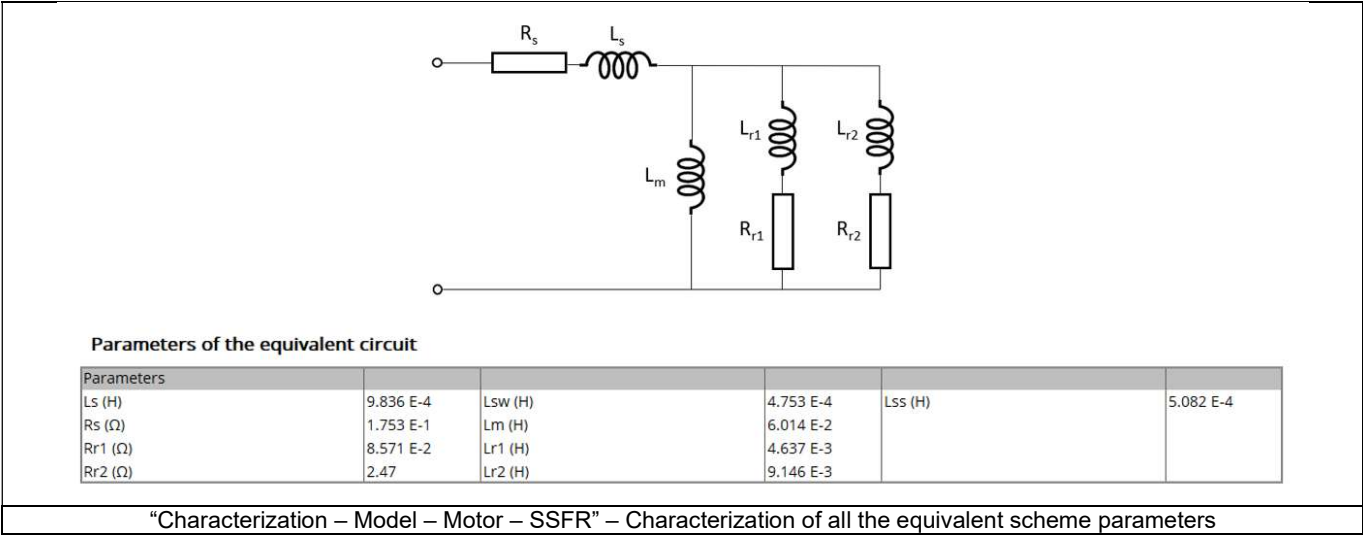 Rs Ls
Lr1 Lr2
Lm
Rr1 Rr2
Parameters of the equivalent circuit
Parameters
Ls (H) 9.836 E-4 Lsw (H) 4.753 E-4 Lss (H) 5.082 E-4
Rs (Ω) 1.753 E-1 Lm (H) 6.014 E-2
Rr1 (Ω) 8.571 E-2 Lr1 (H) 4.637 E-3
Rr2 (Ω) 2.47 Lr2 (H) 9.146 E-3
“Characterization – Model – Motor – SSFR” – Characterization of all the equivalent scheme parameters